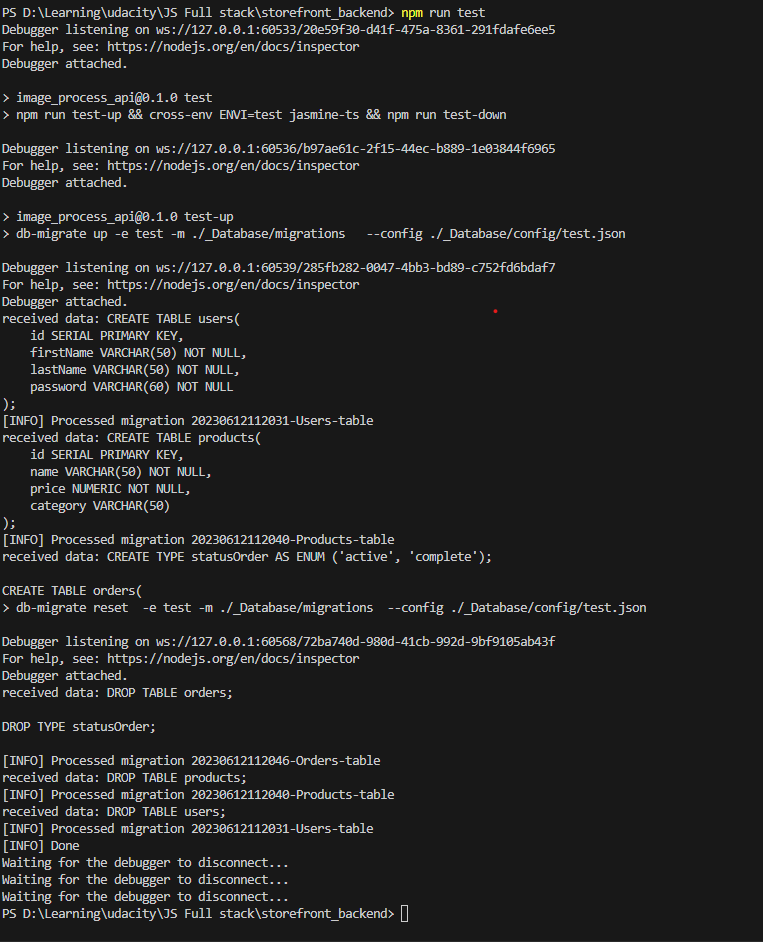 PS D:\Learning\udacity\JS Full stack\storefront_backend> npm run test
Debugger listening on ws://127.0.0.1:60533/20e59f30-d41f-475a-8361-291fdafe6ee5
For help, see: https://nodejs.org/en/docs/inspector
Debugger attached.

> image_process_api@0.1.0 test
> npm run test-up && cross-env ENVI=test jasmine-ts && npm run test-down

Debugger listening on ws://127.0.0.1:60536/b97ae61c-2f15-44ec-b889-1e03844f6965
For help, see: https://nodejs.org/en/docs/inspector
Debugger attached.

> image_process_api@0.1.0 test-up
> db-migrate up -e test -m ./_Database/migrations   --config ./_Database/config/test.json

Debugger listening on ws://127.0.0.1:60539/285fb282-0047-4bb3-bd89-c752fd6bdaf7
For help, see: https://nodejs.org/en/docs/inspector
Debugger attached.
received data: CREATE TABLE users(
    id SERIAL PRIMARY KEY,
    firstName VARCHAR(50) NOT NULL,
    lastName VARCHAR(50) NOT NULL,
    password VARCHAR(60) NOT NULL
);
[INFO] Processed migration 20230612112031-Users-table
received data: CREATE TABLE products(
    id SERIAL PRIMARY KEY,
    name VARCHAR(50) NOT NULL,
    price NUMERIC NOT NULL,
    category VARCHAR(50)
);
[INFO] Processed migration 20230612112040-Products-table
received data: CREATE TYPE statusOrder AS ENUM ('active', 'complete');

CREATE TABLE orders(
> db-migrate reset  -e test -m ./_Database/migrations  --config ./_Database/config/test.json

Debugger listening on ws://127.0.0.1:60568/72ba740d-980d-41cb-992d-9bf9105ab43f
For help, see: https://nodejs.org/en/docs/inspector
Debugger attached.
received data: DROP TABLE orders;

DROP TYPE statusOrder;

[INFO] Processed migration 20230612112046-Orders-table
received data: DROP TABLE products;
[INFO] Processed migration 20230612112040-Products-table
received data: DROP TABLE users;
[INFO] Processed migration 20230612112031-Users-table
[INFO] Done
Waiting for the debugger to disconnect...
Waiting for the debugger to disconnect...
Waiting for the debugger to disconnect...
PS D:\Learning\udacity\JS Full stack\storefront_backend>